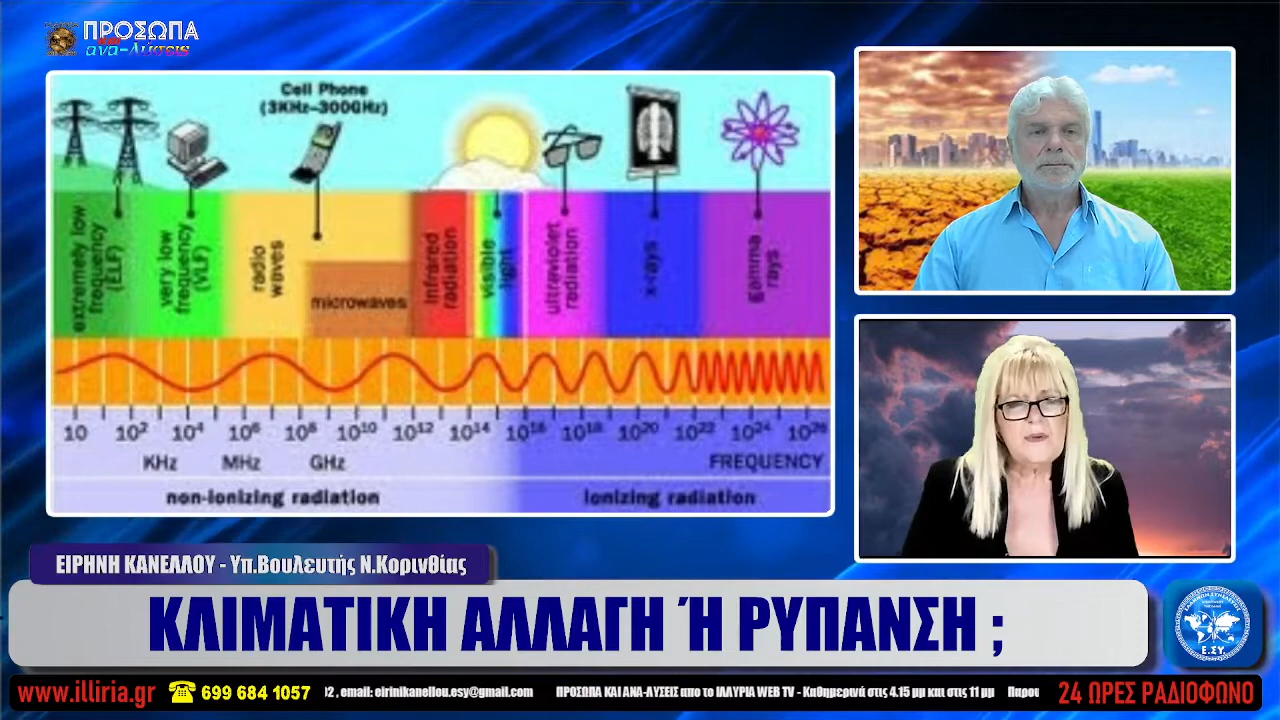 ΠΡΟΣΩΠΑ
και
ανα-λύσεις
Cell Phone
(3KHz-300GHz)
extremely low
frequency
(ELF)
very low
frequency
(VLF)
radio
waves
microwaves
infrared
radiation
visible
light
ultraviolet
radiation
x-rays
gamma
rays
10 10² 10⁴ 10⁶ 10⁸ 10¹⁰ 10¹² 10¹⁴ 10¹⁶ 10¹⁸ 10²⁰ 10²² 10²⁴ 10²⁶
KHz MHz GHz FREQUENCY
non-ionizing radiation ionizing radiation
ΕΙΡΗΝΗ ΚΑΝΕΛΛΟΥ - Υπ.Βουλευτής Ν.Κορινθίας
ΚΛΙΜΑΤΙΚΗ ΑΛΛΑΓΗ Ή ΡΥΠΑΝΣΗ ;
Ε.ΣΥ.
www.illiria.gr 699 684 1057 02 , email: eirinikanellou.esy@gmail.com ΠΡΟΣΩΠΑ ΚΑΙ ΑΝΑ-ΛΥΣΕΙΣ απο το ΙΛΛΥΡΙΑ WEB TV - Καθημερινά στις 4.15 μμ και στις 11 μμ Παρου 24 ΩΡΕΣ ΡΑΔΙΟΦΩΝΟ